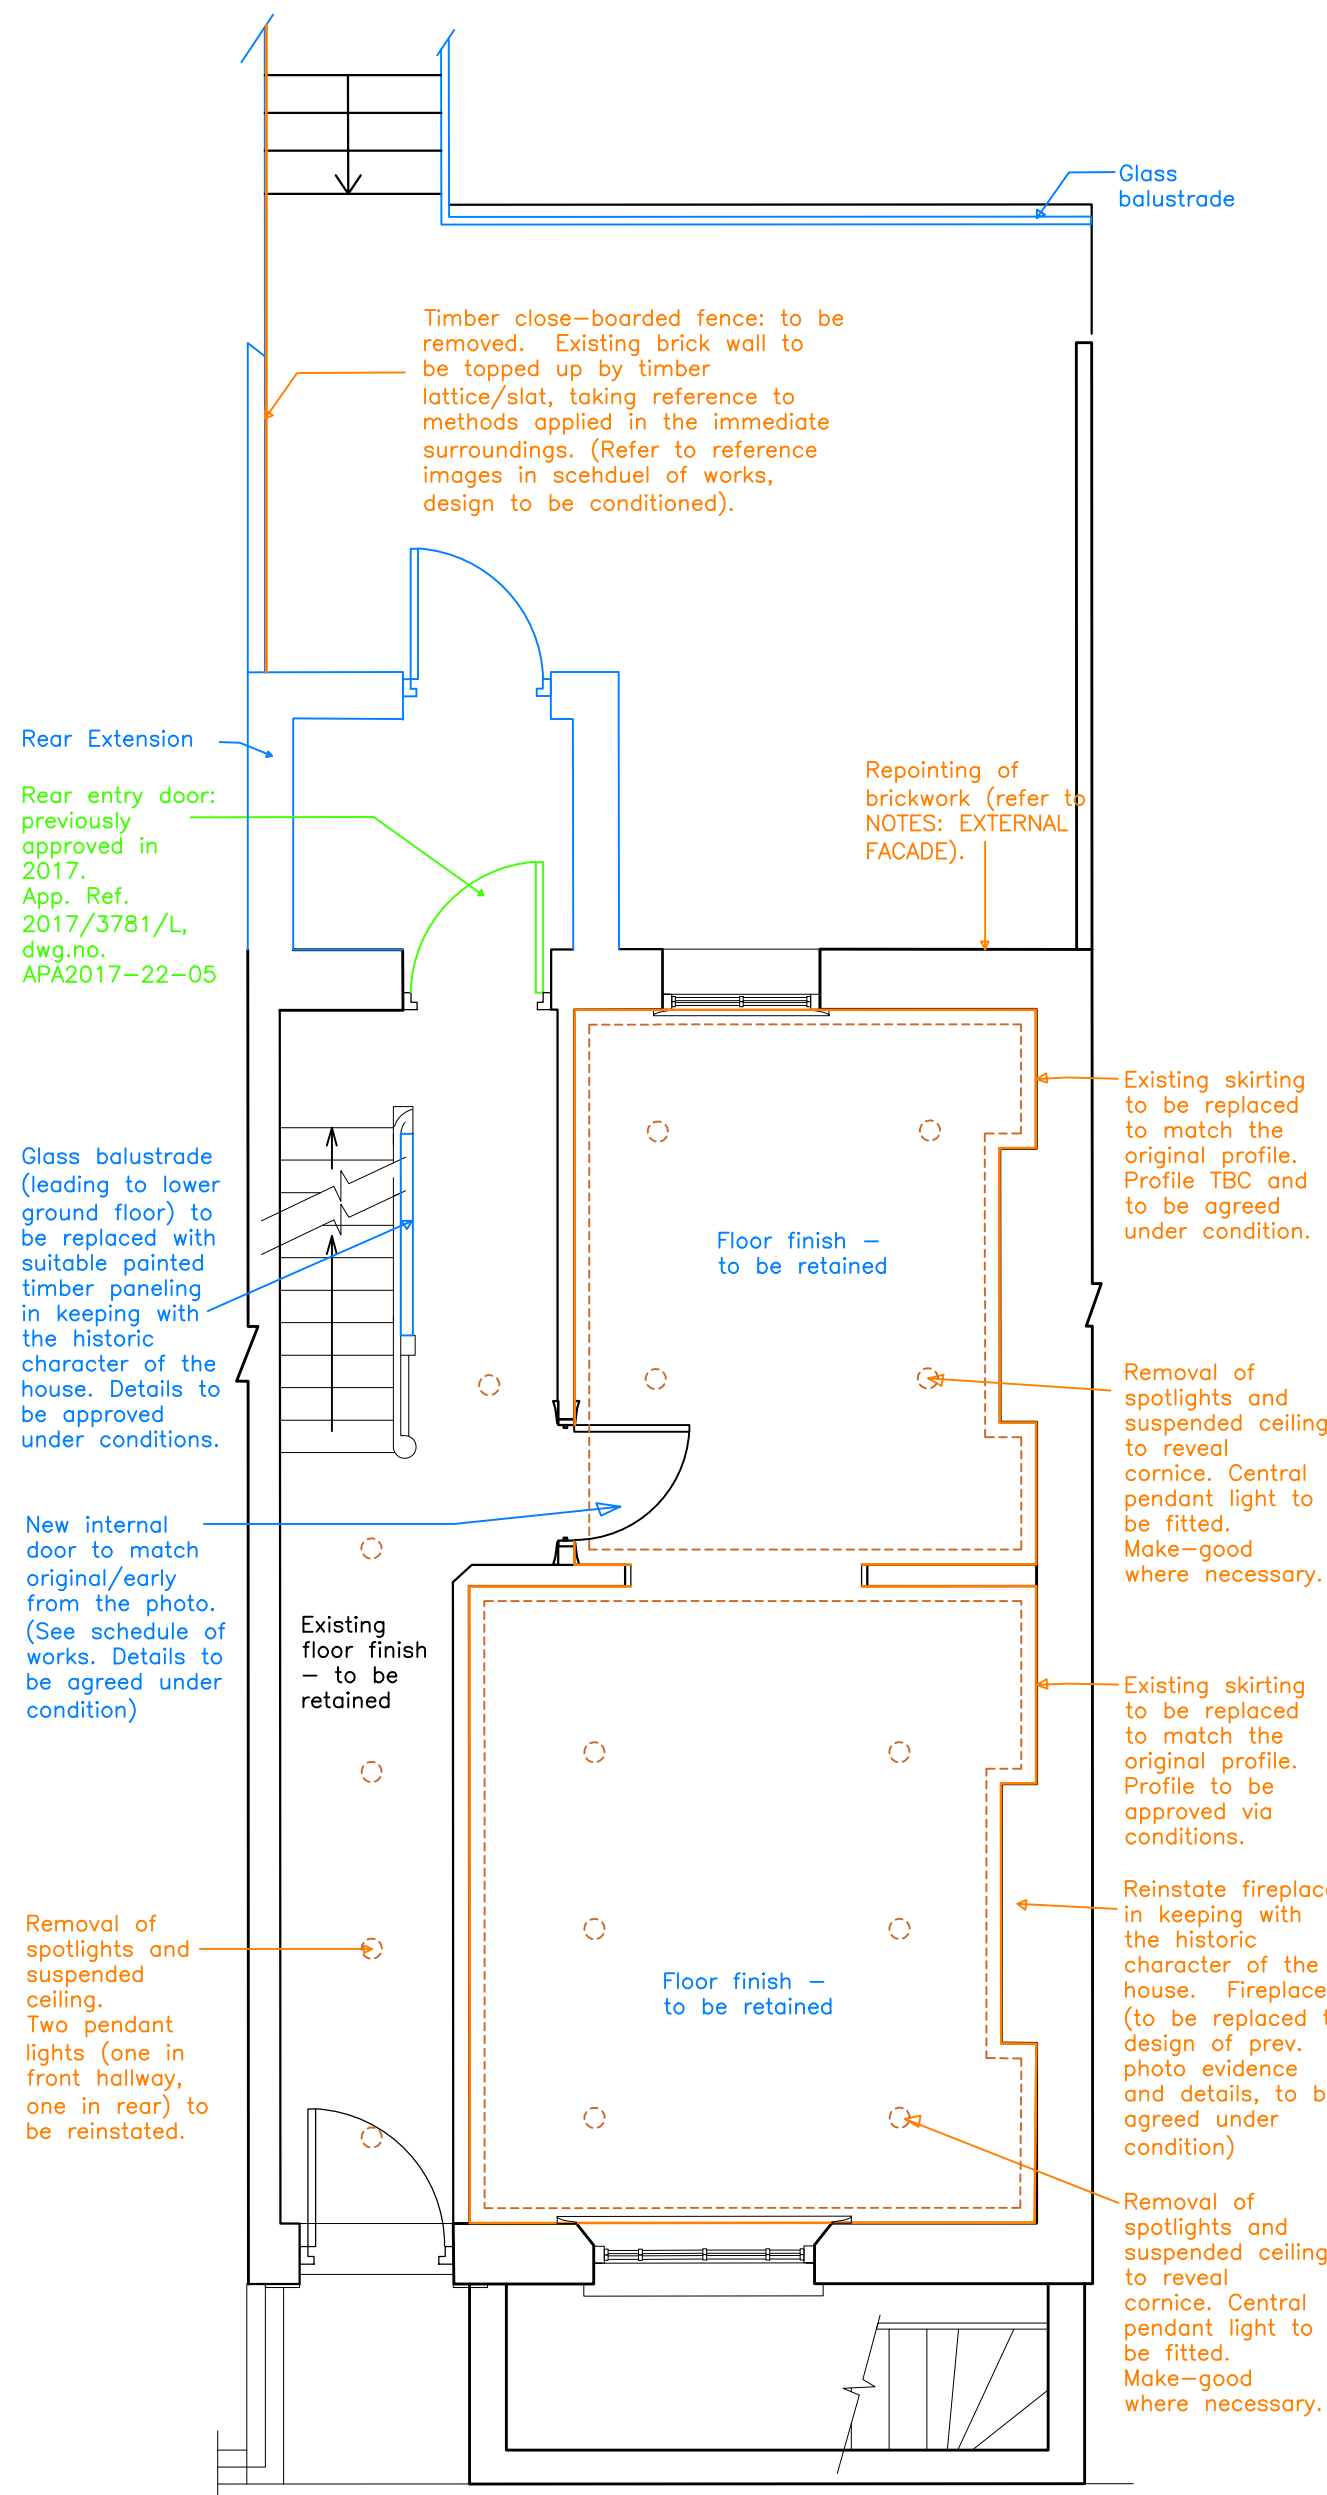 Glass
balustrade
Timber close-boarded fence: to be
removed. Existing brick wall to
be topped up by timber
lattice/slat, taking reference to
methods applied in the immediate
surroundings. (Refer to reference
images in scehduel of works,
design to be conditioned).
Rear Extension
Rear entry door:
previously
approved in
2017.
App. Ref.
2017/3781/L,
dwg.no.
APA2017-22-05
Repointing of
brickwork (refer to
NOTES: EXTERNAL
FACADE).
Existing skirting
to be replaced
to match the
original profile.
Profile TBC and
to be agreed
under condition.
Glass balustrade
(leading to lower
ground floor) to
be replaced with
suitable painted
timber paneling
in keeping with
the historic
character of the
house. Details to
be approved
under conditions.
Floor finish -
to be retained
Removal of
spotlights and
suspended ceiling
to reveal
cornice. Central
pendant light to
be fitted.
Make-good
where necessary.
New internal
door to match
original/early
from the photo.
(See schedule of
works. Details to
be agreed under
condition)
Existing
floor finish
- to be
retained
Existing skirting
to be replaced
to match the
original profile.
Profile to be
approved via
conditions.
Reinstate fireplac
in keeping with
the historic
character of the
house. Fireplace
(to be replaced t
design of prev.
photo evidence
and details, to b
agreed under
condition)
Removal of
spotlights and
suspended
ceiling.
Two pendant
lights (one in
front hallway,
one in rear) to
be reinstated.
Floor finish -
to be retained
Removal of
spotlights and
suspended ceiling
to reveal
cornice. Central
pendant light to
be fitted.
Make-good
where necessary.